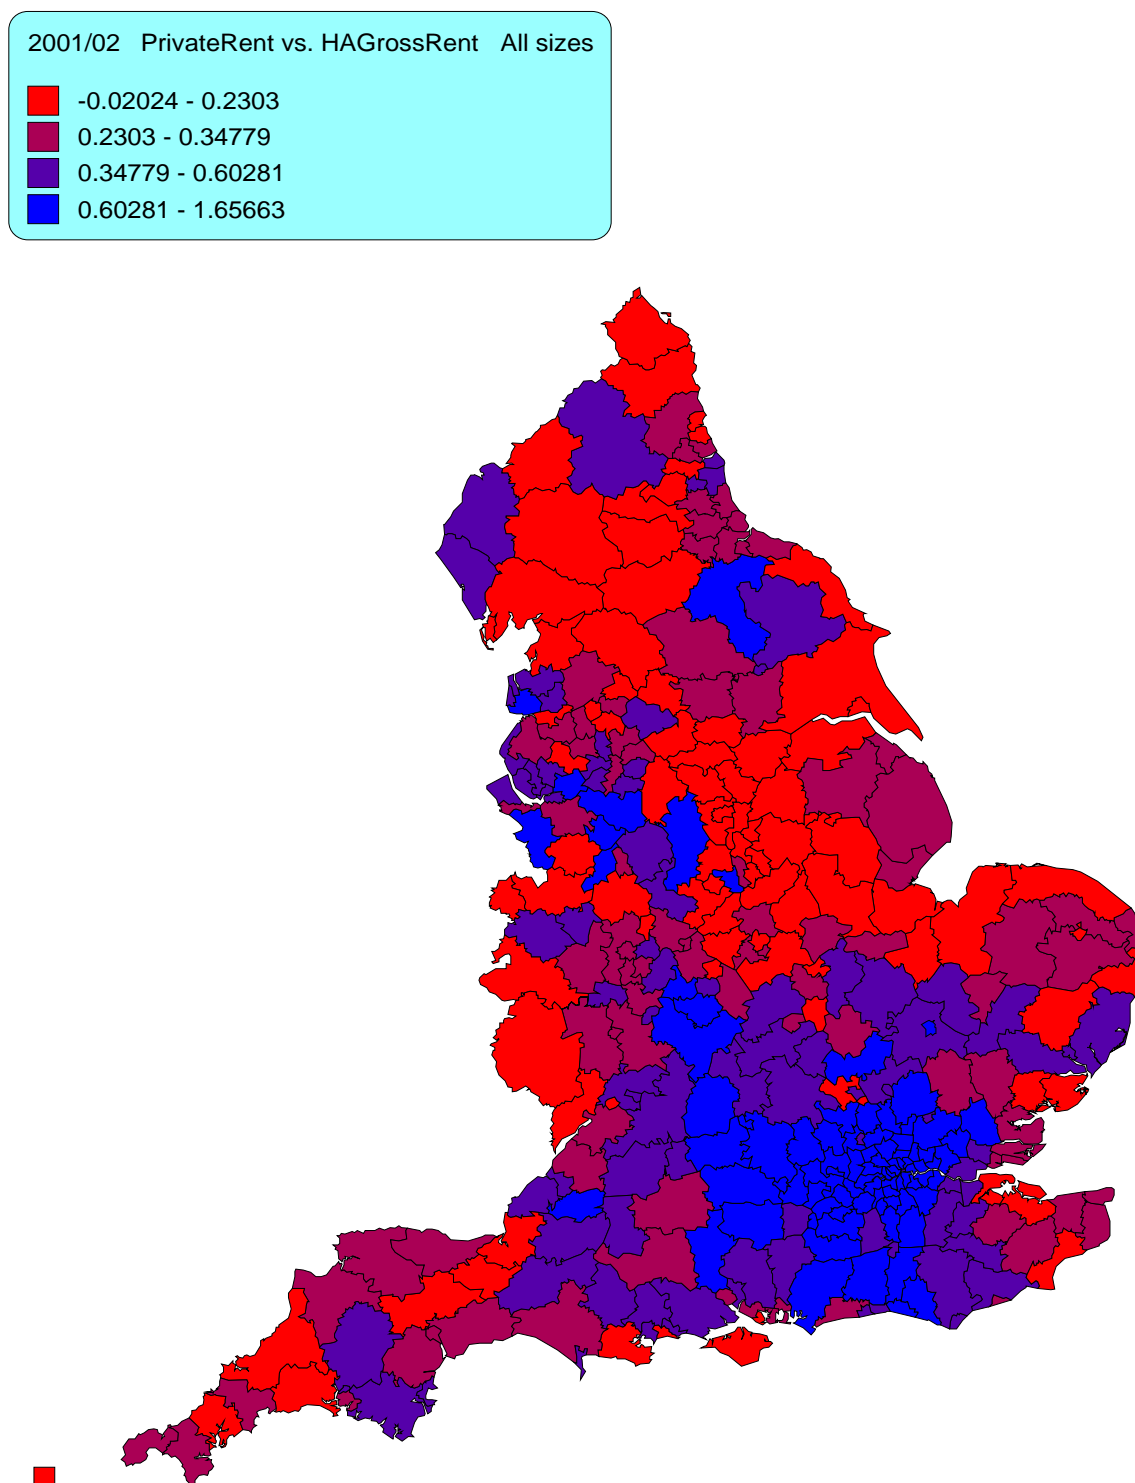 2001/02 PrivateRent vs. HAGrossRent All sizes
-0.02024 - 0.2303
0.2303 - 0.34779
0.34779 - 0.60281
0.60281 - 1.65663